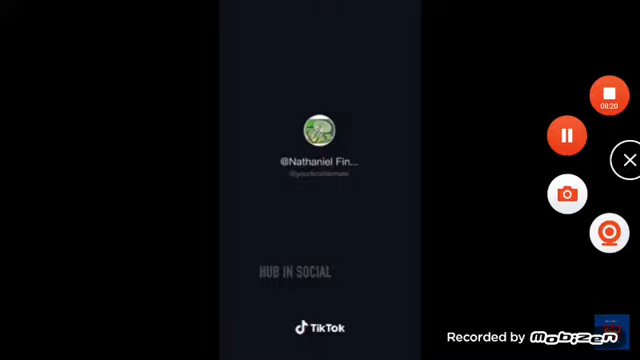 08:20
@Nathaniel Fin...
HUB IN SOCIAL
TikTok
Recorded by MOBIZEN